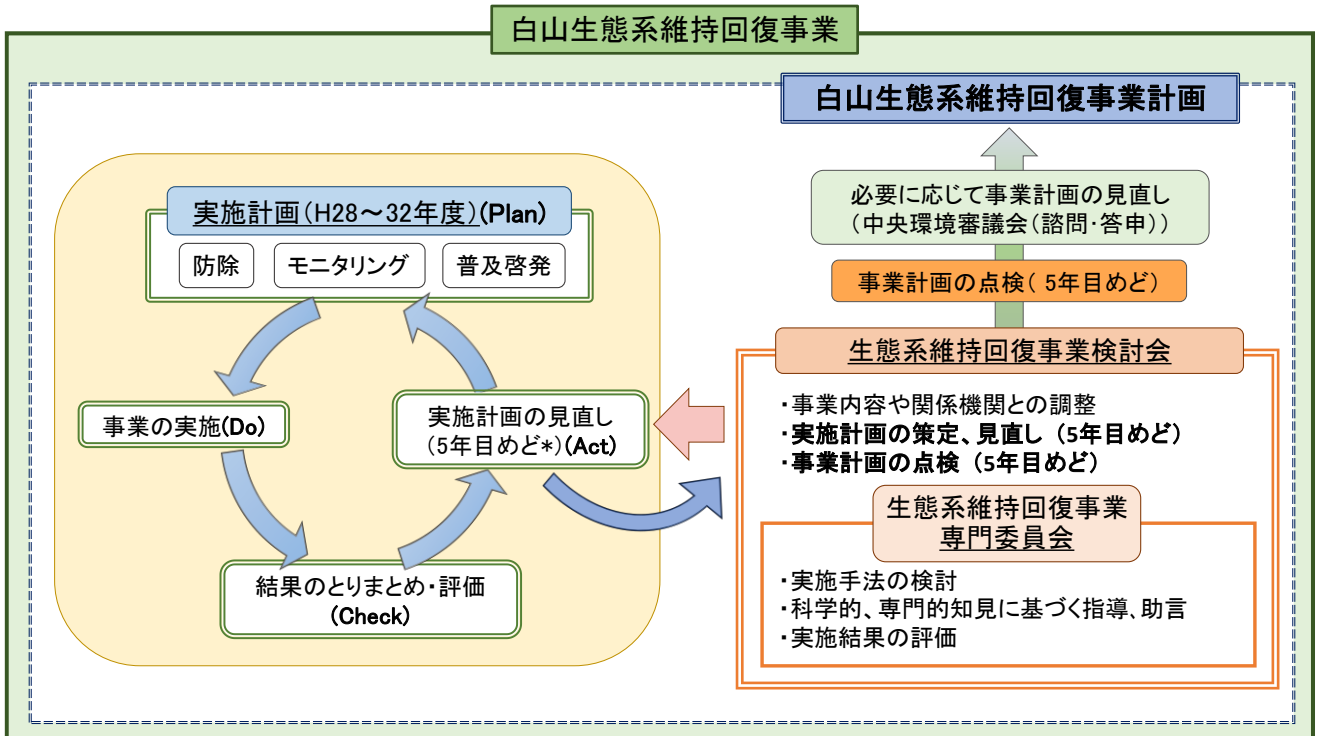 白山生態系維持回復事業
白山生態系維持回復事業計画
必要に応じて事業計画の見直し
（中央環境審議会（諮問・答申））
事業計画の点検（ 5年目めど）
実施計画（H28～32年度）(Plan)
防除
モニタリング
普及啓発
事業の実施(Do)
実施計画の見直し
（5年目めど*）(Act)
結果のとりまとめ・評価
(Check)
生態系維持回復事業検討会
・事業内容や関係機関との調整
・実施計画の策定、見直し（5年目めど）
・事業計画の点検（5年目めど）
生態系維持回復事業
専門委員会
・実施手法の検討
・科学的、専門的知見に基づく指導、助言
・実施結果の評価